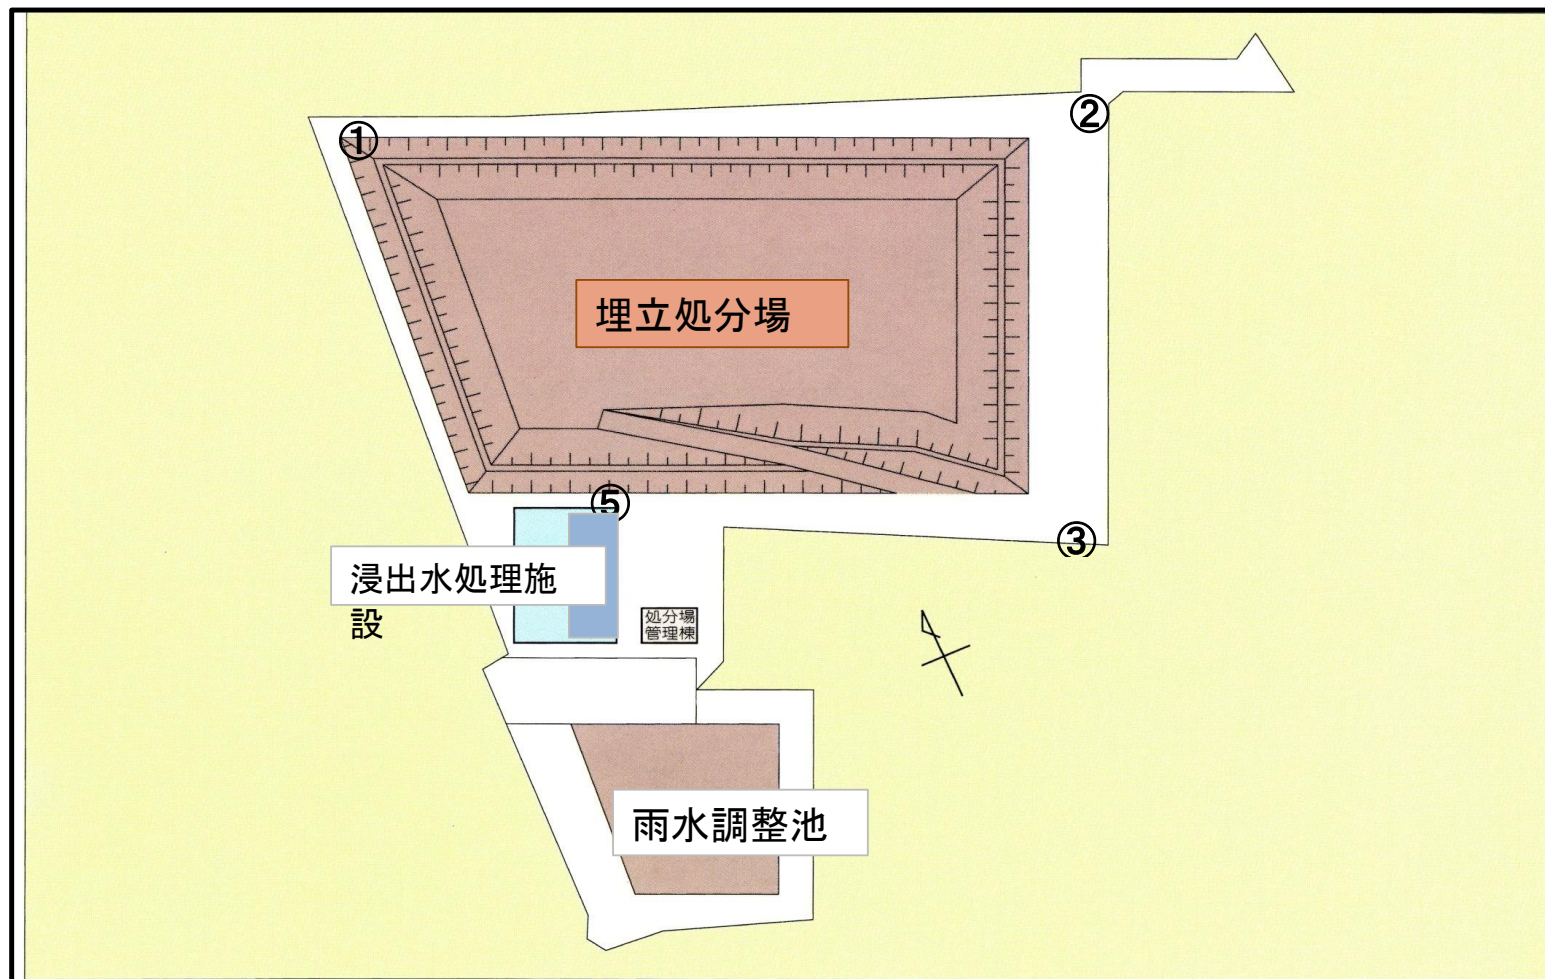 ②
①
埋立処分場
⑤
③
浸出水処理施
設
処分場
管理棟
雨水調整池